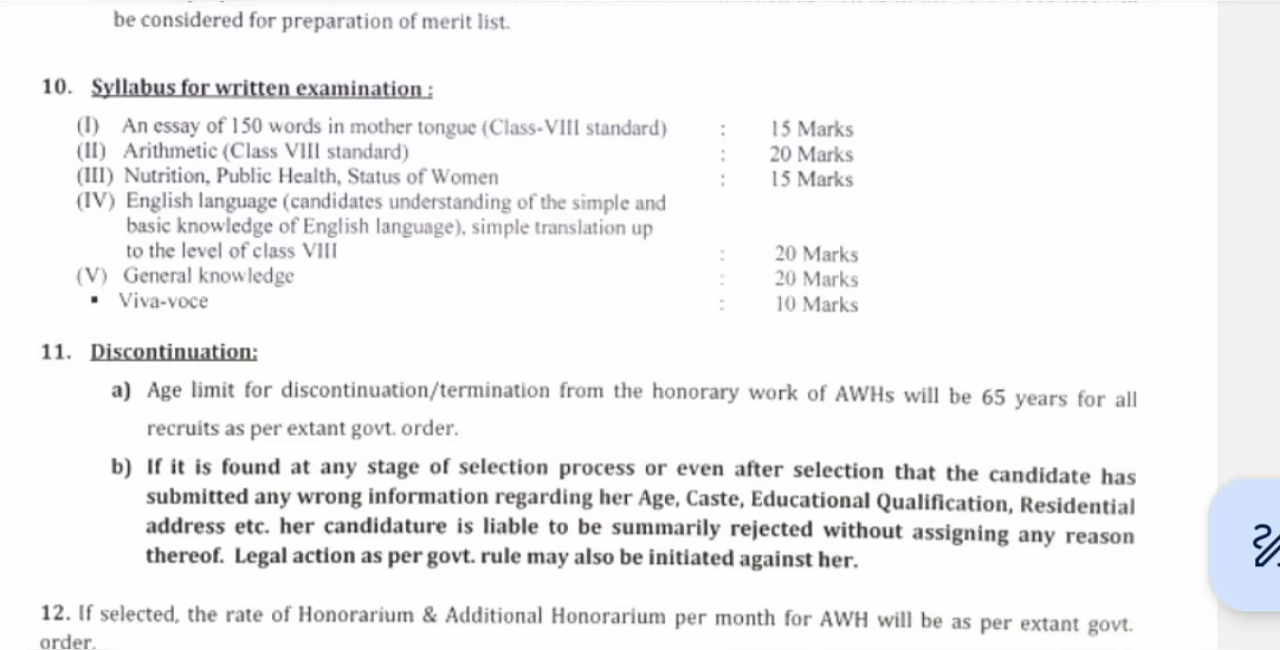 be considered for preparation of merit list.
10. Syllabus for written examination :
(I) An essay of 150 words in mother tongue (Class-VIII standard) : 15 Marks
(II) Arithmetic (Class VIII standard) : 20 Marks
(III) Nutrition, Public Health, Status of Women : 15 Marks
(IV) English language (candidates understanding of the simple and
basic knowledge of English language), simple translation up
to the level of class VIII : 20 Marks
(V) General knowledge : 20 Marks
▪ Viva-voce : 10 Marks
11. Discontinuation:
a) Age limit for discontinuation/termination from the honorary work of AWHs will be 65 years for all
recruits as per extant govt. order.
b) If it is found at any stage of selection process or even after selection that the candidate has
submitted any wrong information regarding her Age, Caste, Educational Qualification, Residential
address etc. her candidature is liable to be summarily rejected without assigning any reason
thereof. Legal action as per govt. rule may also be initiated against her.
12. If selected, the rate of Honorarium & Additional Honorarium per month for AWH will be as per extant govt.
order.